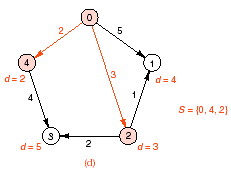 0
2
5
4
1
d = 2
d = 4
3
4
1
S = {0, 4, 2}
3
2
2
d = 5
d = 3
(d)